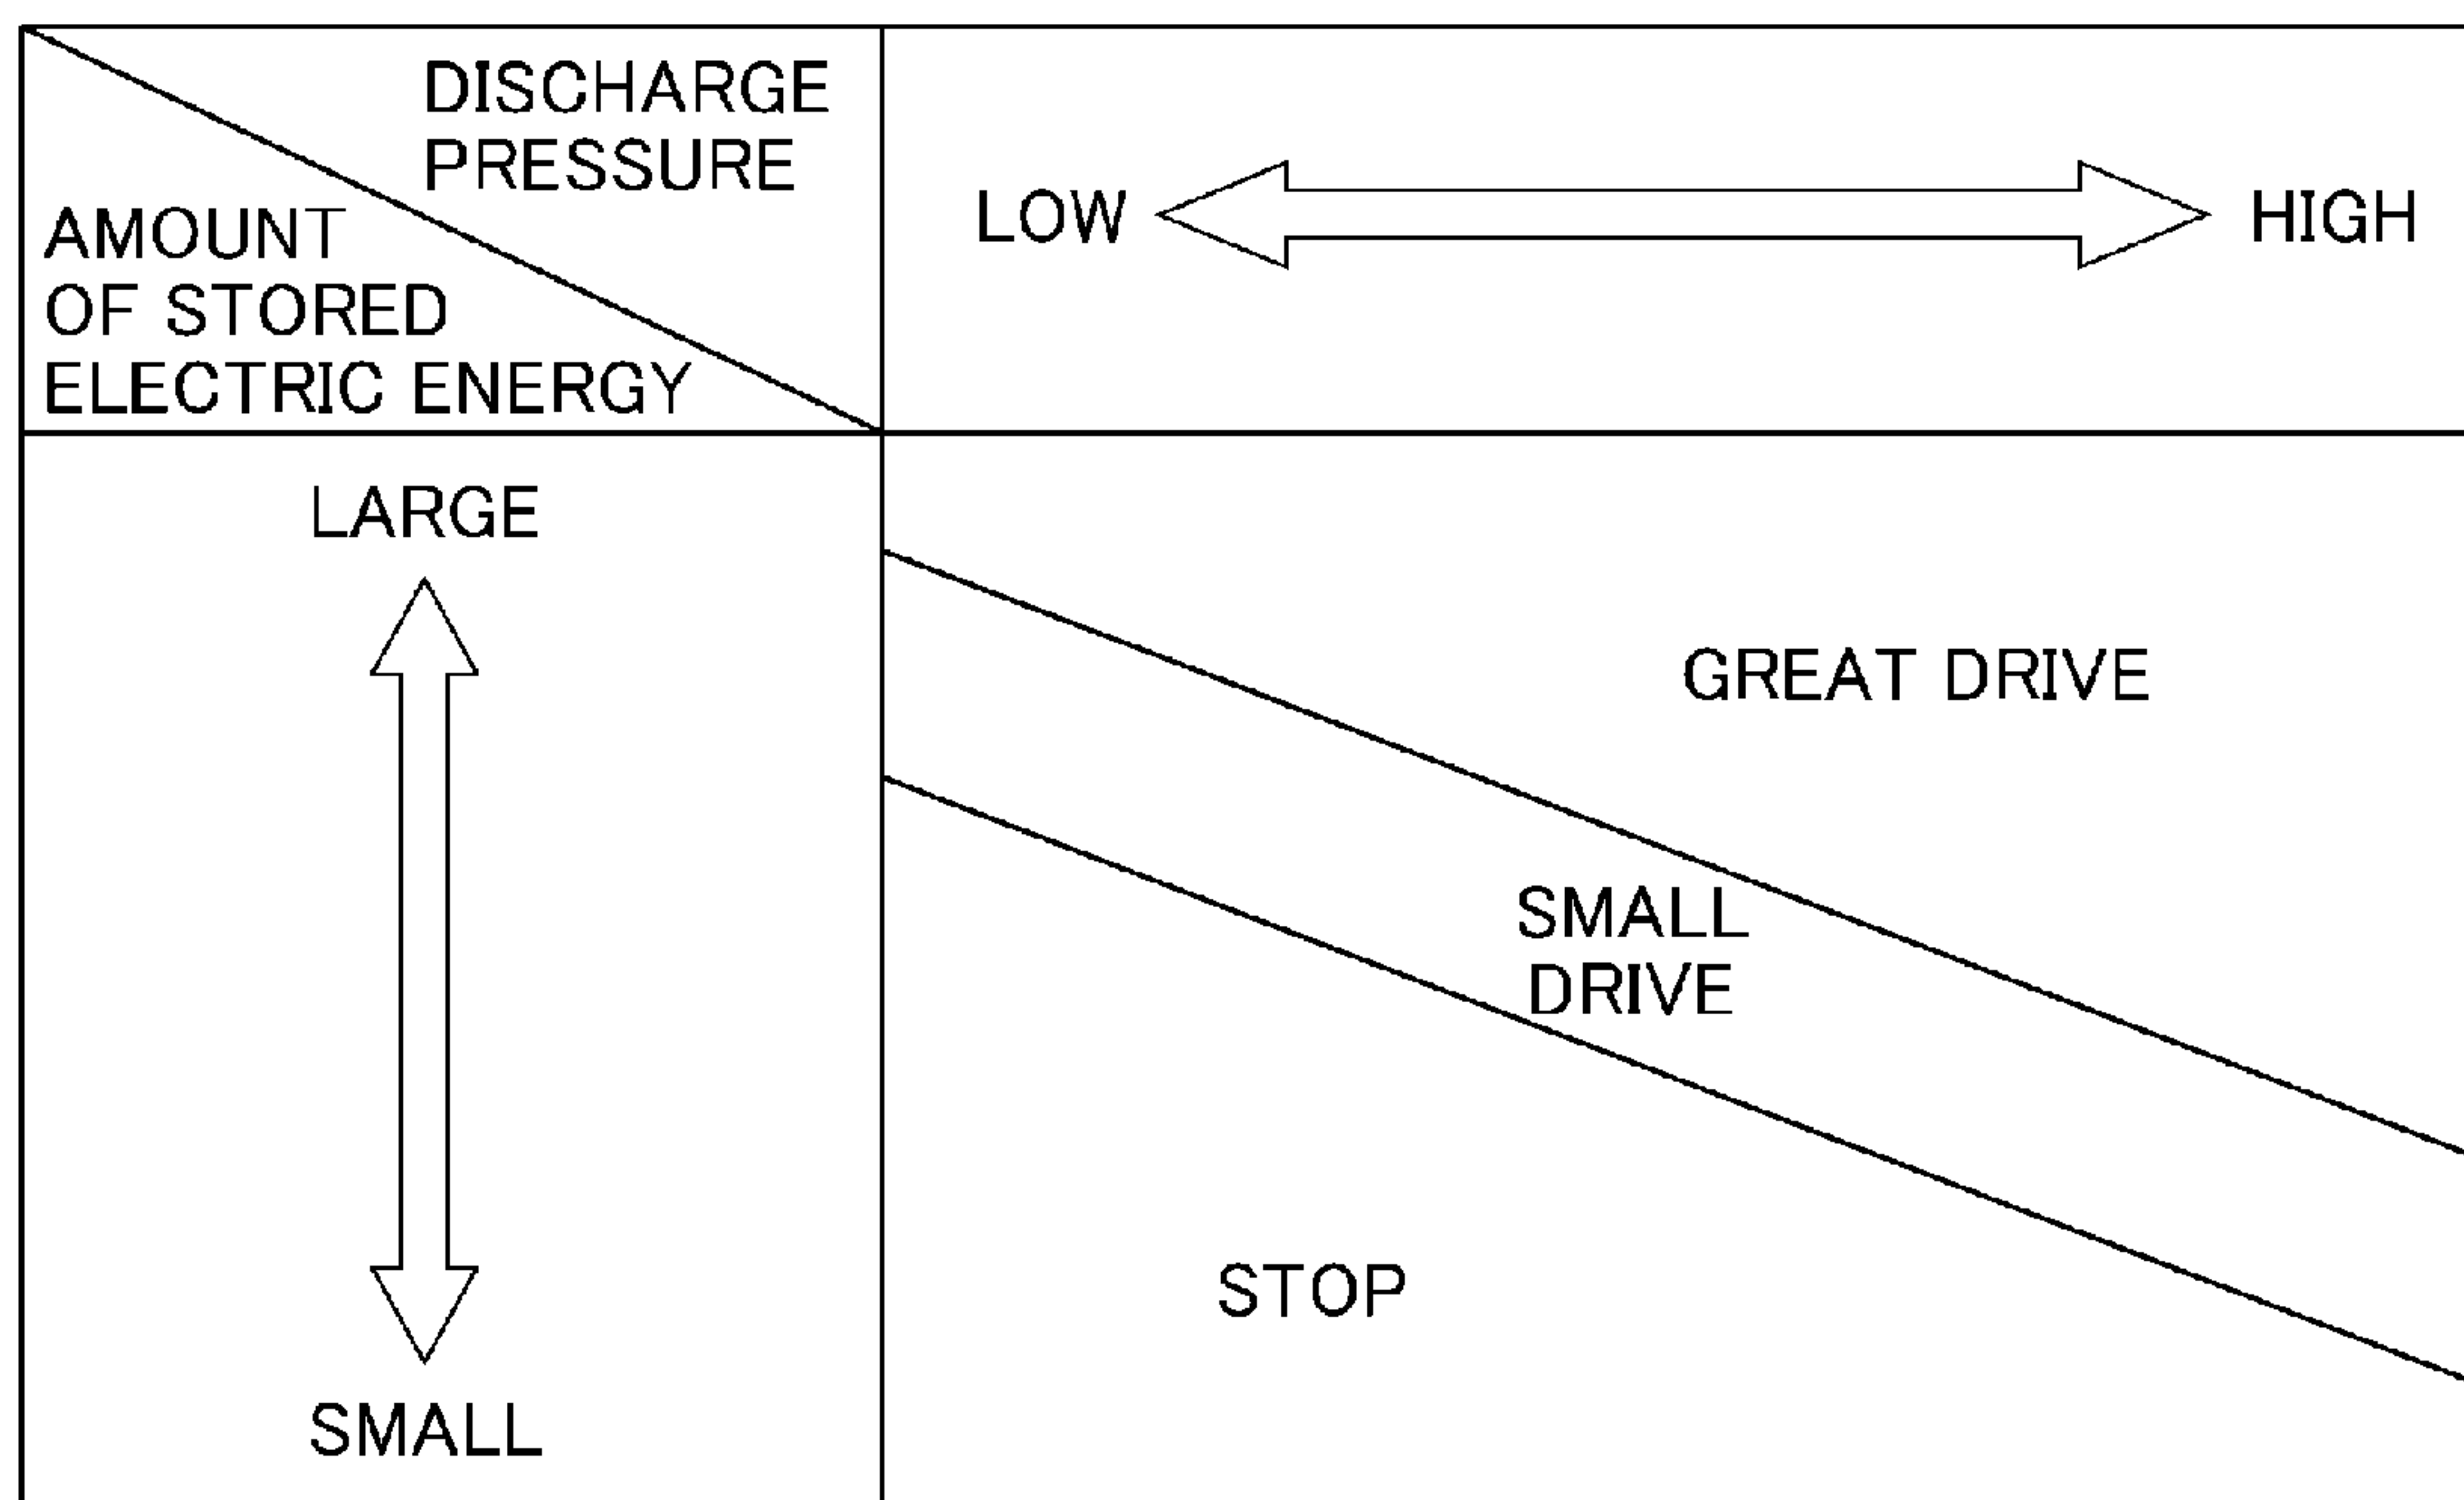 DISCHARGE
PRESSURE
AMOUNT
OF STORED
ELECTRIC ENERGY
LOW
HIGH
LARGE
SMALL
GREAT DRIVE
SMALL
DRIVE
STOP